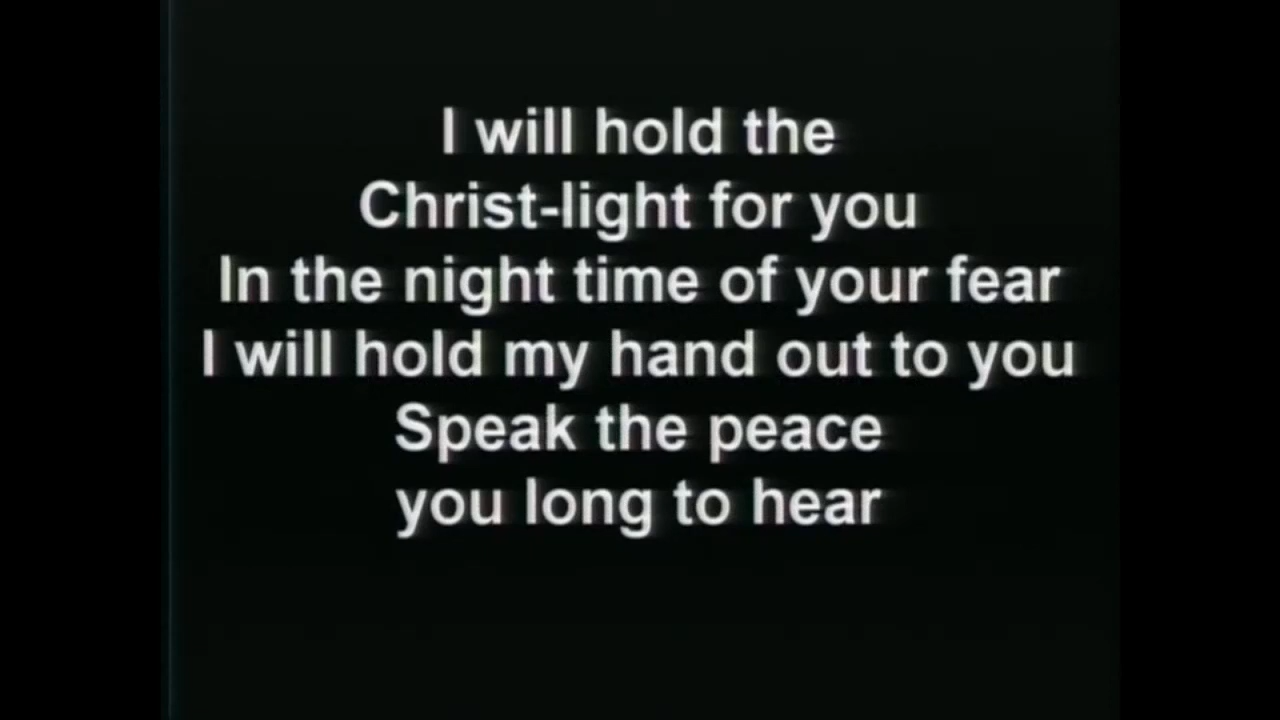 I will hold the
Christ-light for you
In the night time of your fear
I will hold my hand out to you
Speak the peace
you long to hear